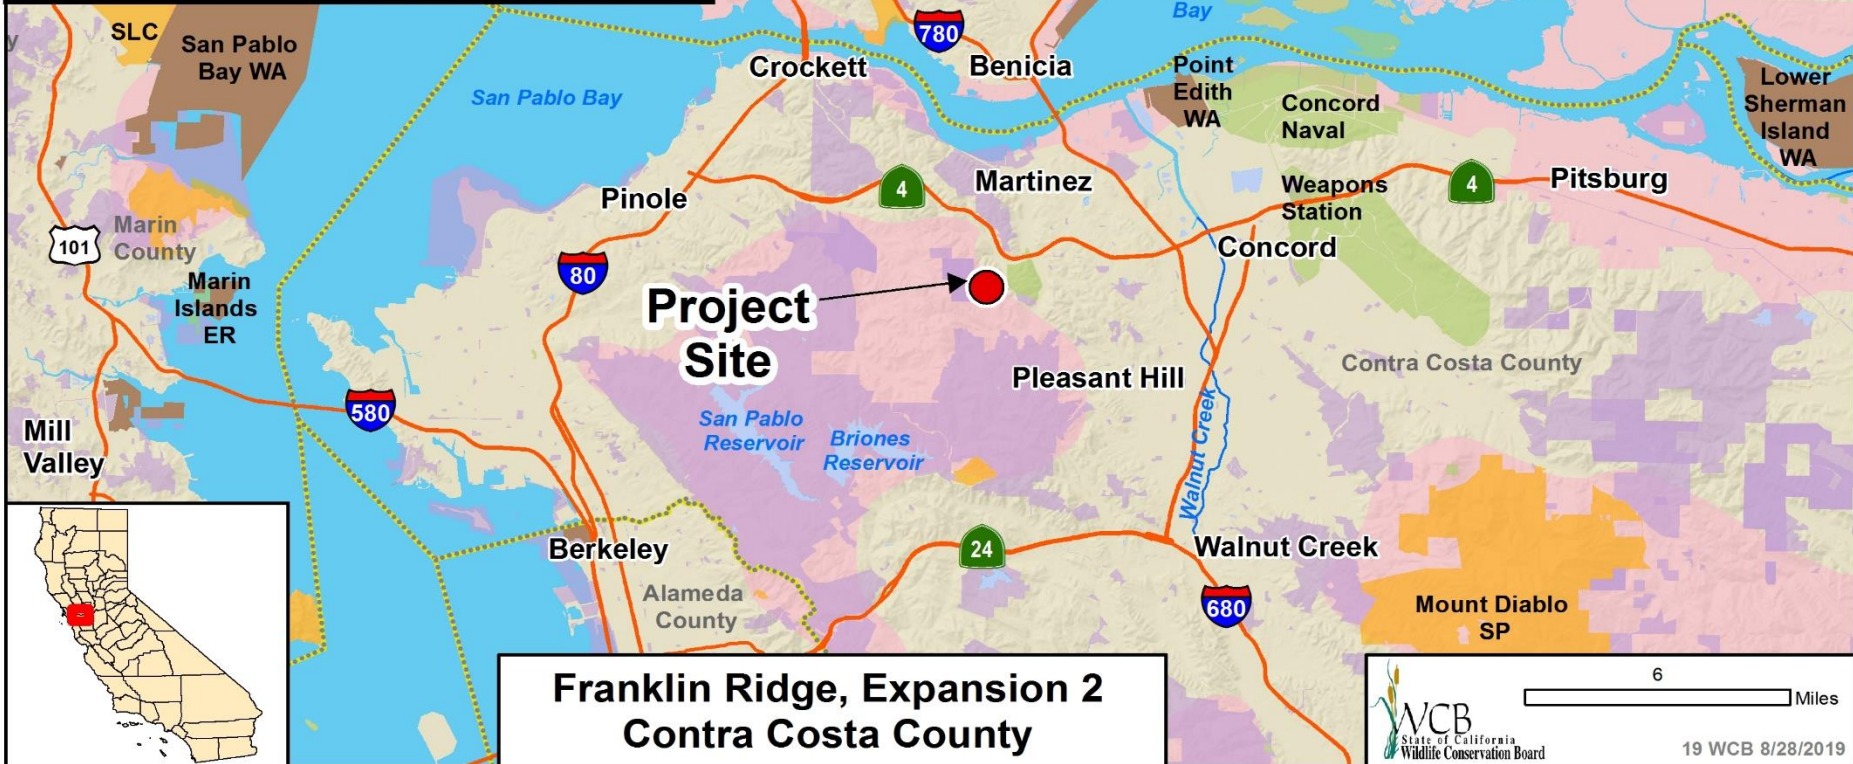 SLC
San Pablo
Bay WA
780
Bay
Crockett
Benicia
San Pablo Bay
Point
Edith
WA
Concord
Naval
Lower
Sherman
Island
WA
Pinole
4
Martinez
Weapons
Station
4
Pitsburg
Marin
County
101
Marin
Islands
ER
80
Concord
Project
Site
Pleasant Hill
Contra Costa County
580
San Pablo
Reservoir
Briones
Reservoir
Walnut Creek
Mill
Valley
Berkeley
24
Walnut Creek
Alameda
County
680
Mount Diablo
SP
Franklin Ridge, Expansion 2
Contra Costa County
6
Miles
WCB
State of California
Wildlife Conservation Board
19 WCB 8/28/2019